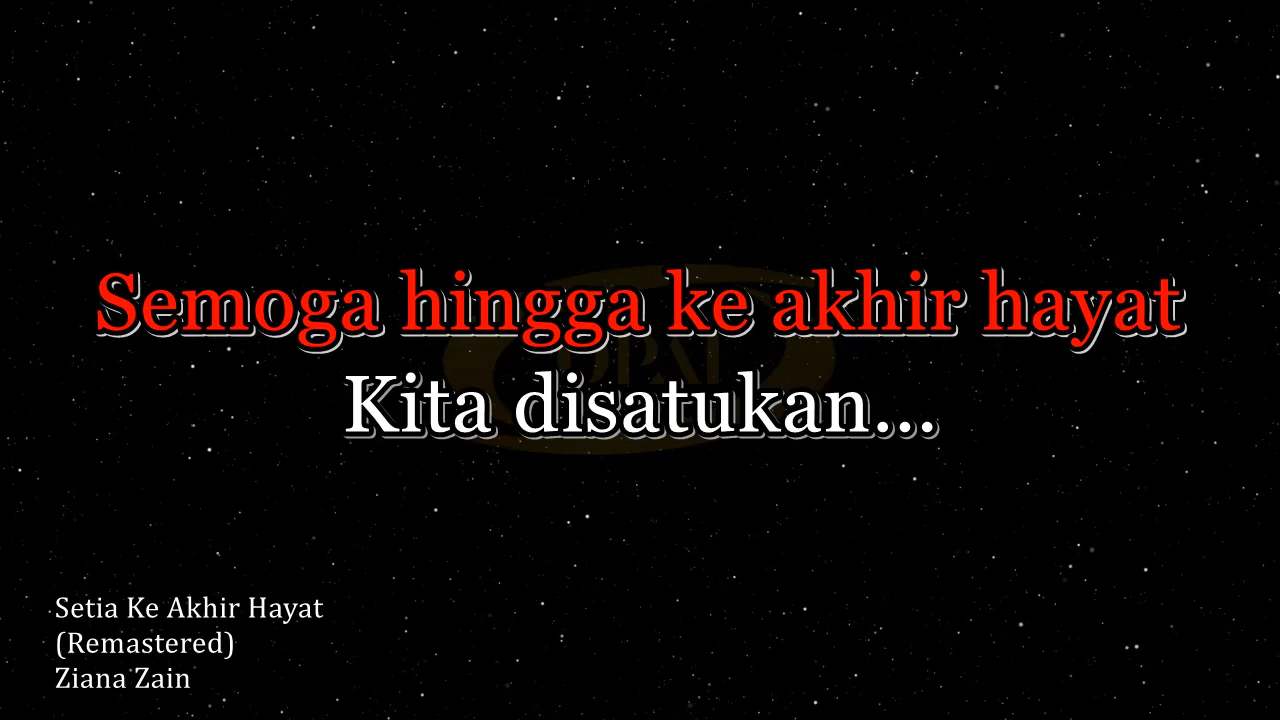 Semoga hingga ke akhir hayat
Kita disatukan...
Setia Ke Akhir Hayat
(Remastered)
Ziana Zain